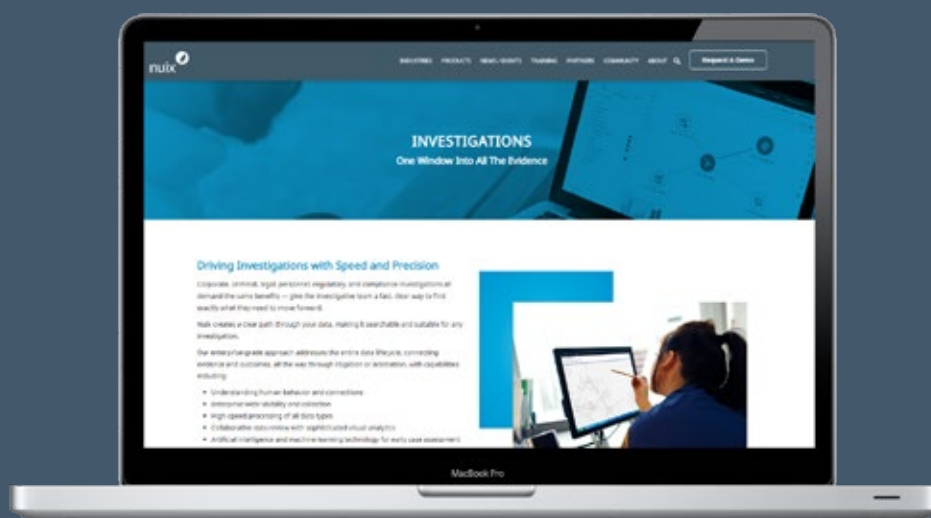 nuix
INDUSTRIES PRODUCTS NEWS / EVENTS TRAINING PARTNERS COMMUNITY ABOUT Request A Demo
INVESTIGATIONS
One Window Into All The Evidence
Driving Investigations with Speed and Precision
Corporate, criminal, legal, personnel, regulatory, and compliance investigations all
demand the same benefits — give the investigative team a fast, clear way to find
exactly what they need to move forward.
Nuix creates a clear path through your data, making it searchable and suitable for any
investigation.
Our enterprise-grade approach addresses the entire data lifecycle, connecting
evidence and outcomes, all the way through litigation or arbitration, with capabilities
including:
• Understanding human behavior and connections
• Enterprise-wide visibility and collection
• High-speed processing of all data types
• Collaborative data review with sophisticated visual analytics
• Artificial intelligence and machine learning technology for early case assessment
MacBook Pro